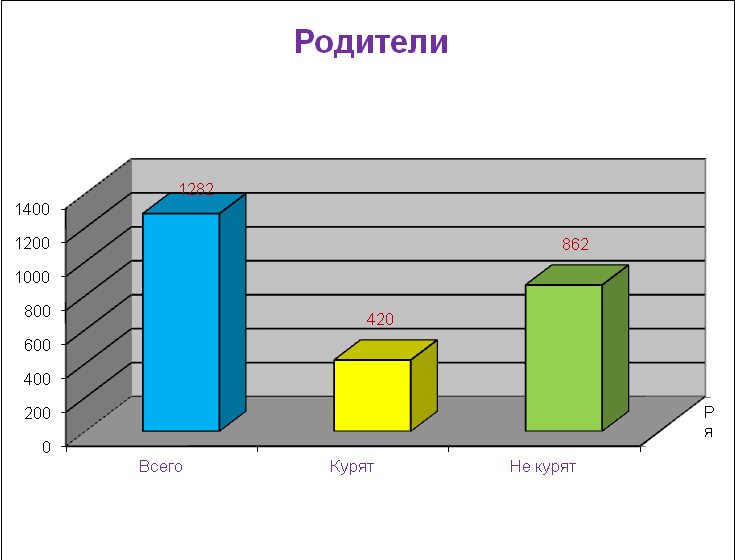 Родители
1400
1200
1000
800
600
400
200
0
1282
420
862
Всего
Курят
Не курят
Р
я